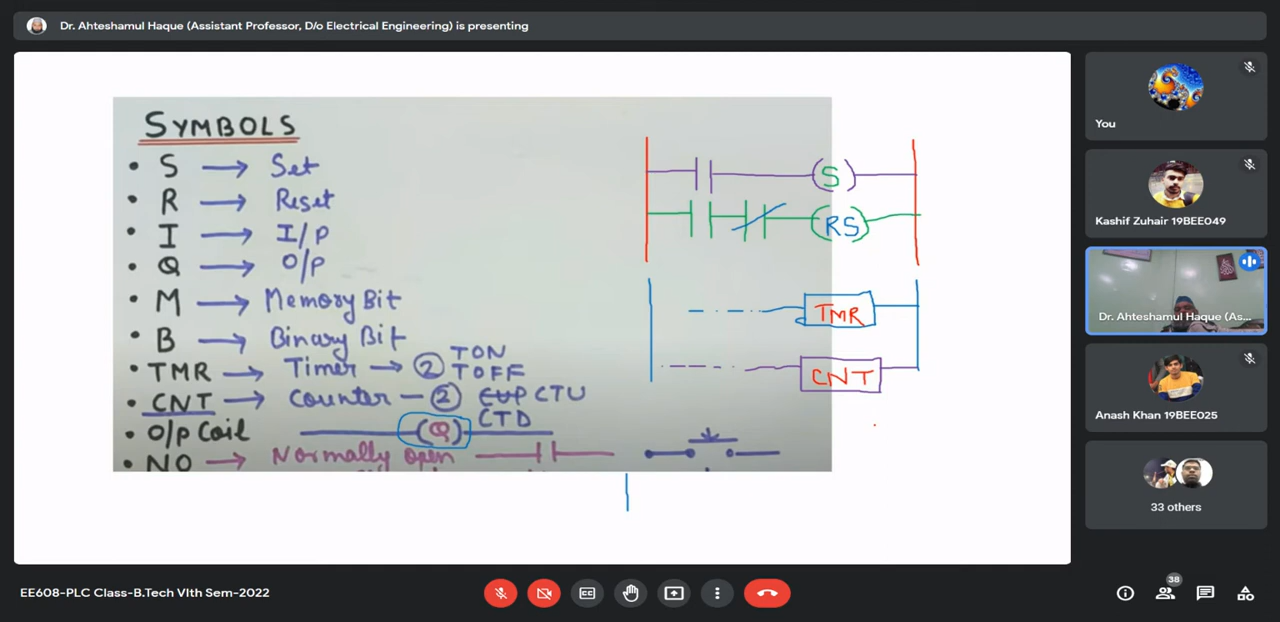 Dr. Ahteshamul Haque (Assistant Professor, D/o Electrical Engineering) is presenting
SYMBOLS
• S → Set
• R → Reset
• I → I/P
• Q → O/P
• M → Memory Bit
• B → Binary Bit
• TMR → Timer → 2 TON
TOFF
• CNT → Counter – 2 CUP CTU
CTD
• O/P Coil (Q)
• NO → Normally open
S
RS
TMR
CNT
You
Kashif Zuhair 19BEE049
Dr. Ahteshamul Haque (As...
Anash Khan 19BEE025
33 others
EE608-PLC Class-B.Tech VIth Sem-2022
38